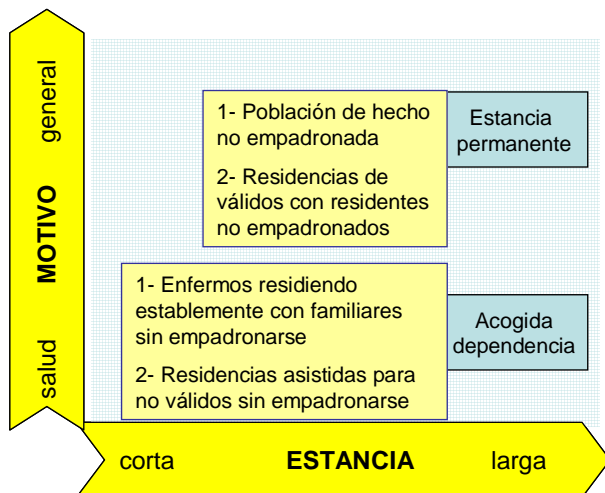 general
MOTIVO
salud
1- Población de hecho
no empadronada
2- Residencias de
válidos con residentes
no empadronados
Estancia
permanente
1- Enfermos residiendo
establemente con familiares
sin empadronarse
2- Residencias asistidas para
no válidos sin empadronarse
Acogida
dependencia
corta
ESTANCIA
larga